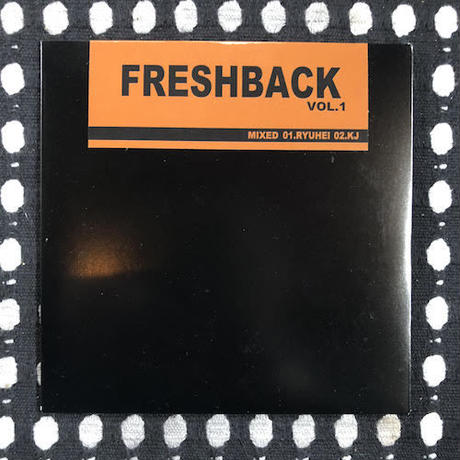 FRESHBACK
VOL.1
MIXED 01.RYUHEI 02.KJ